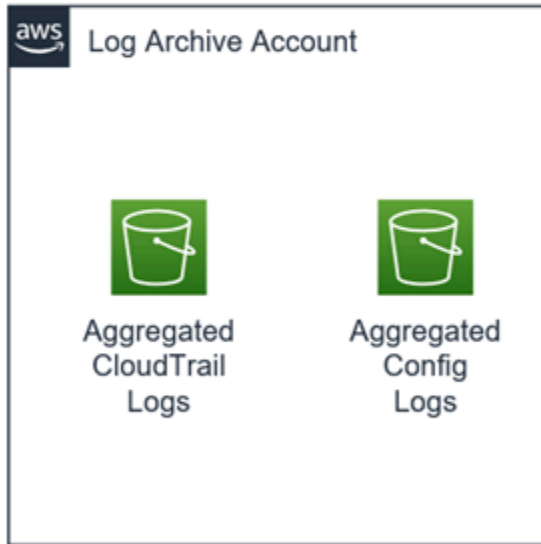 aws
Log Archive Account
Aggregated
CloudTrail
Logs
Aggregated
Config
Logs